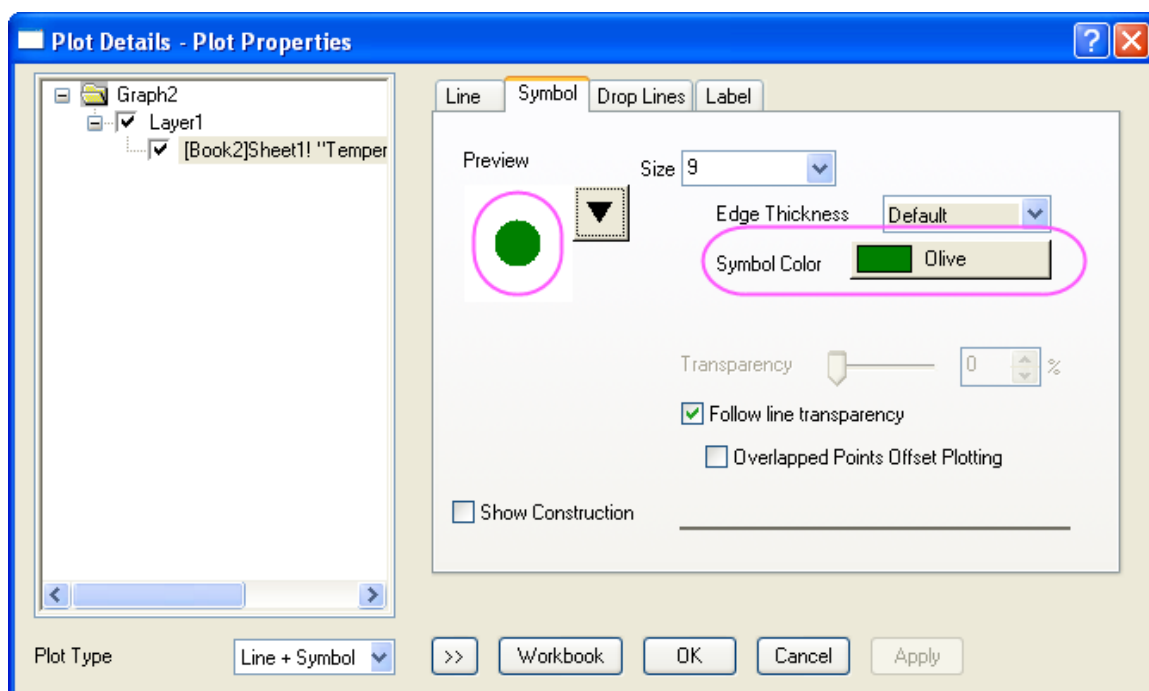 Plot Details - Plot Properties
Graph2
Layer1
[Book2]Sheet1! "Temper
Line Symbol Drop Lines Label
Preview
Size 9
Edge Thickness Default
Symbol Color Olive
Transparency 0 %
Follow line transparency
Overlapped Points Offset Plotting
Show Construction
Plot Type Line + Symbol >> Workbook OK Cancel Apply